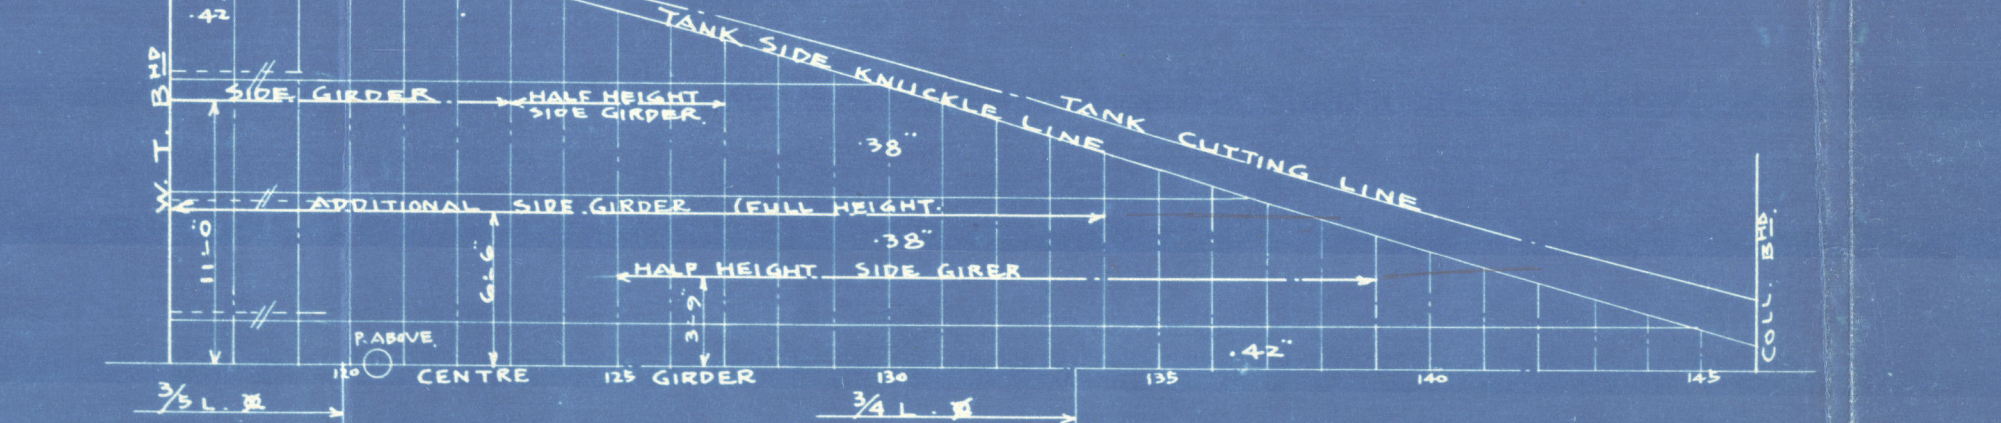 .42
TANK SIDE KNUCKLE LINE
TANK CUTTING LINE
W.T. BHD
SIDE GIRDER
HALF HEIGHT
SIDE GIRDER.
.38"
ADDITIONAL SIDE GIRDER (FULL HEIGHT.
.38"
11-0"
6-6"
HALF HEIGHT SIDE GIRER
3-9"
COLL. BHD.
P. ABOVE.
.42"
120 CENTRE 125 GIRDER 130 135 140 145
3/5 L.
3/4 L.